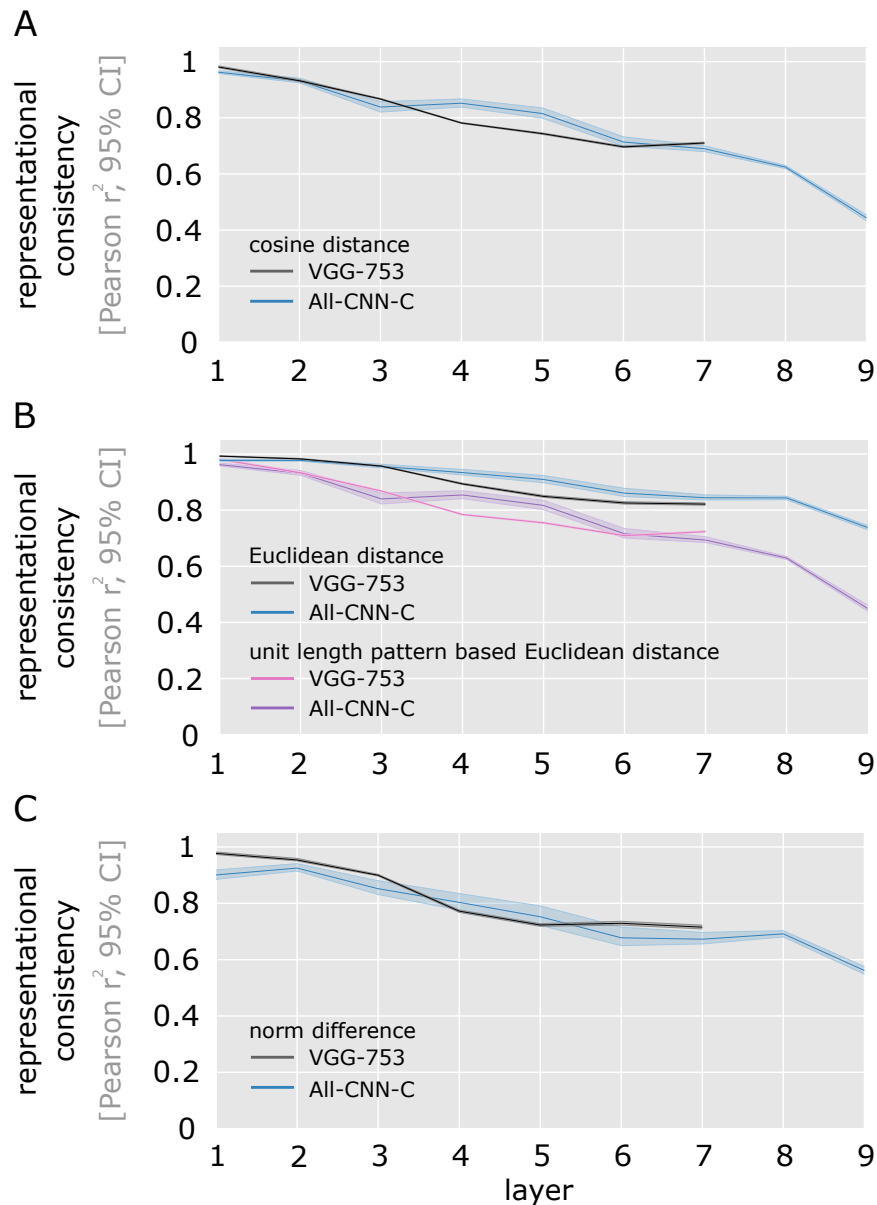 A
representational
consistency
[Pearson r², 95% CI]
1
0.8
0.6
0.4
0.2
0
cosine distance
VGG-753
All-CNN-C
1 2 3 4 5 6 7 8 9
B
representational
consistency
[Pearson r², 95% CI]
1
0.8
0.6
0.4
0.2
0
Euclidean distance
VGG-753
All-CNN-C
unit length pattern based Euclidean distance
VGG-753
All-CNN-C
1 2 3 4 5 6 7 8 9
C
representational
consistency
[Pearson r², 95% CI]
1
0.8
0.6
0.4
0.2
0
norm difference
VGG-753
All-CNN-C
1 2 3 4 5 6 7 8 9
layer